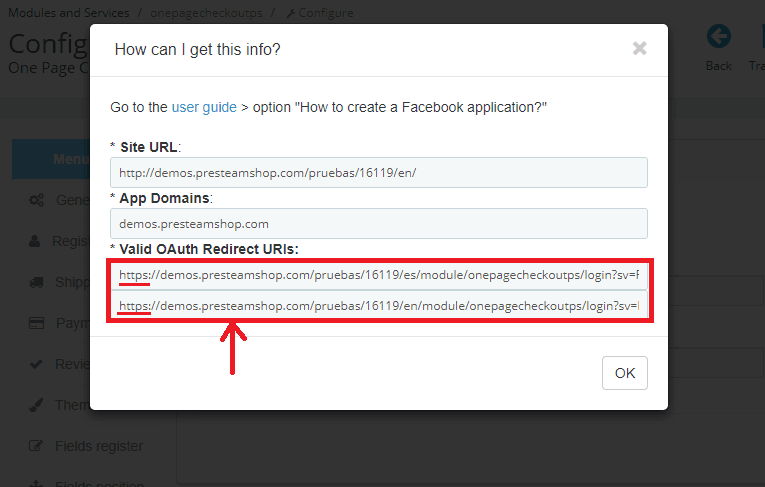 Modules and Services / onepagecheckoutps / Configure
Config
One Page C
Back
Tra
Menu
Gene
Regist
Shipp
Paym
Revie
Them
Fields register
Fields position
How can I get this info?
Go to the user guide > option "How to create a Facebook application?"
* Site URL:
http://demos.presteamshop.com/pruebas/16119/en/
* App Domains:
demos.presteamshop.com
* Valid OAuth Redirect URIs:
https://demos.presteamshop.com/pruebas/16119/es/module/onepagecheckoutps/login?sv=F
https://demos.presteamshop.com/pruebas/16119/en/module/onepagecheckoutps/login?sv=
OK